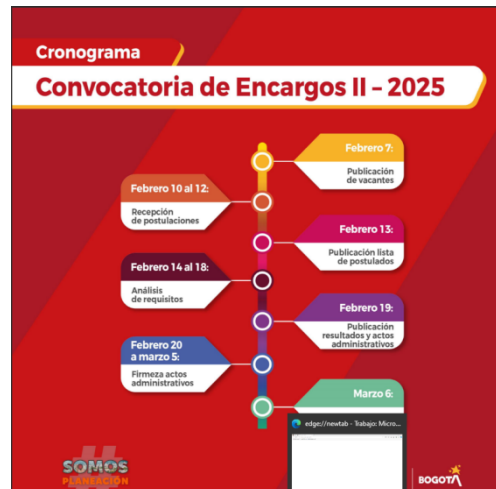 Cronograma
Convocatoria de Encargos II – 2025
Febrero 7:
Publicación
de vacantes
Febrero 10 al 12:
Recepción
de postulaciones
Febrero 13:
Publicación lista
de postulados
Febrero 14 al 18:
Análisis
de requisitos
Febrero 19:
Publicación
resultados y actos
administrativos
Febrero 20
a marzo 5:
Firmeza actos
administrativos
Marzo 6:
edge://newtab - Trabajo: Micro...
#
SOMOS
PLANEACIÓN
BOGOTÁ